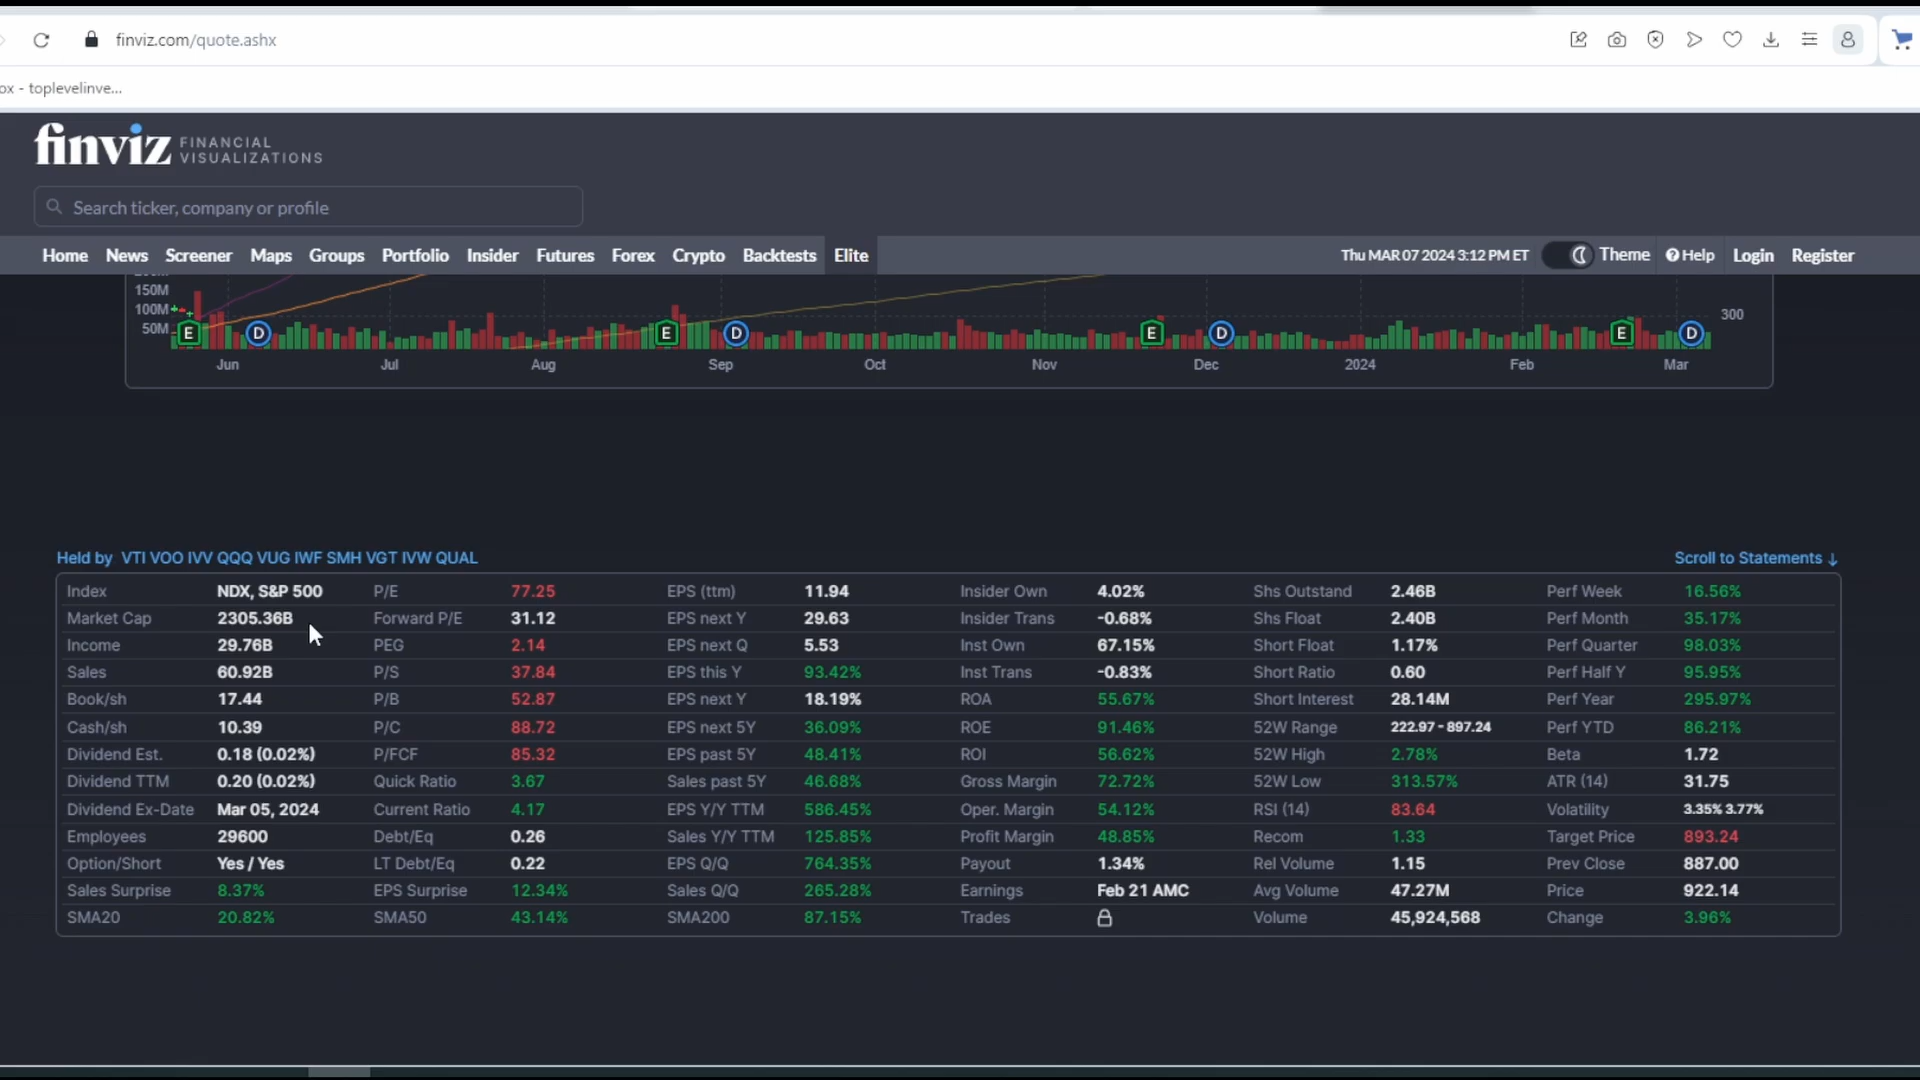 finviz.com/quote.ashx
ox - toplevelinve...
finviz FINANCIAL VISUALIZATIONS
Search ticker, company or profile
Home News Screener Maps Groups Portfolio Insider Futures Forex Crypto Backtests Elite Thu MAR 07 2024 3:12 PM ET Theme Help Login Register
150M
100M 300
50M E D E D E D E D
Jun Jul Aug Sep Oct Nov Dec 2024 Feb Mar
Held by VTI VOO IVV QQQ VUG IWF SMH VGT IVW QUAL Scroll to Statements ↓
Index NDX, S&P 500 P/E 77.25 EPS (ttm) 11.94 Insider Own 4.02% Shs Outstand 2.46B Perf Week 16.56%
Market Cap 2305.36B Forward P/E 31.12 EPS next Y 29.63 Insider Trans -0.68% Shs Float 2.40B Perf Month 35.17%
Income 29.76B PEG 2.14 EPS next Q 5.53 Inst Own 67.15% Short Float 1.17% Perf Quarter 98.03%
Sales 60.92B P/S 37.84 EPS this Y 93.42% Inst Trans -0.83% Short Ratio 0.60 Perf Half Y 95.95%
Book/sh 17.44 P/B 52.87 EPS next Y 18.19% ROA 55.67% Short Interest 28.14M Perf Year 295.97%
Cash/sh 10.39 P/C 88.72 EPS next 5Y 36.09% ROE 91.46% 52W Range 222.97 - 897.24 Perf YTD 86.21%
Dividend Est. 0.18 (0.02%) P/FCF 85.32 EPS past 5Y 48.41% ROI 56.62% 52W High 2.78% Beta 1.72
Dividend TTM 0.20 (0.02%) Quick Ratio 3.67 Sales past 5Y 46.68% Gross Margin 72.72% 52W Low 313.57% ATR (14) 31.75
Dividend Ex-Date Mar 05, 2024 Current Ratio 4.17 EPS Y/Y TTM 586.45% Oper. Margin 54.12% RSI (14) 83.64 Volatility 3.35% 3.77%
Employees 29600 Debt/Eq 0.26 Sales Y/Y TTM 125.85% Profit Margin 48.85% Recom 1.33 Target Price 893.24
Option/Short Yes / Yes LT Debt/Eq 0.22 EPS Q/Q 764.35% Payout 1.34% Rel Volume 1.15 Prev Close 887.00
Sales Surprise 8.37% EPS Surprise 12.34% Sales Q/Q 265.28% Earnings Feb 21 AMC Avg Volume 47.27M Price 922.14
SMA20 20.82% SMA50 43.14% SMA200 87.15% Trades Volume 45,924,568 Change 3.96%